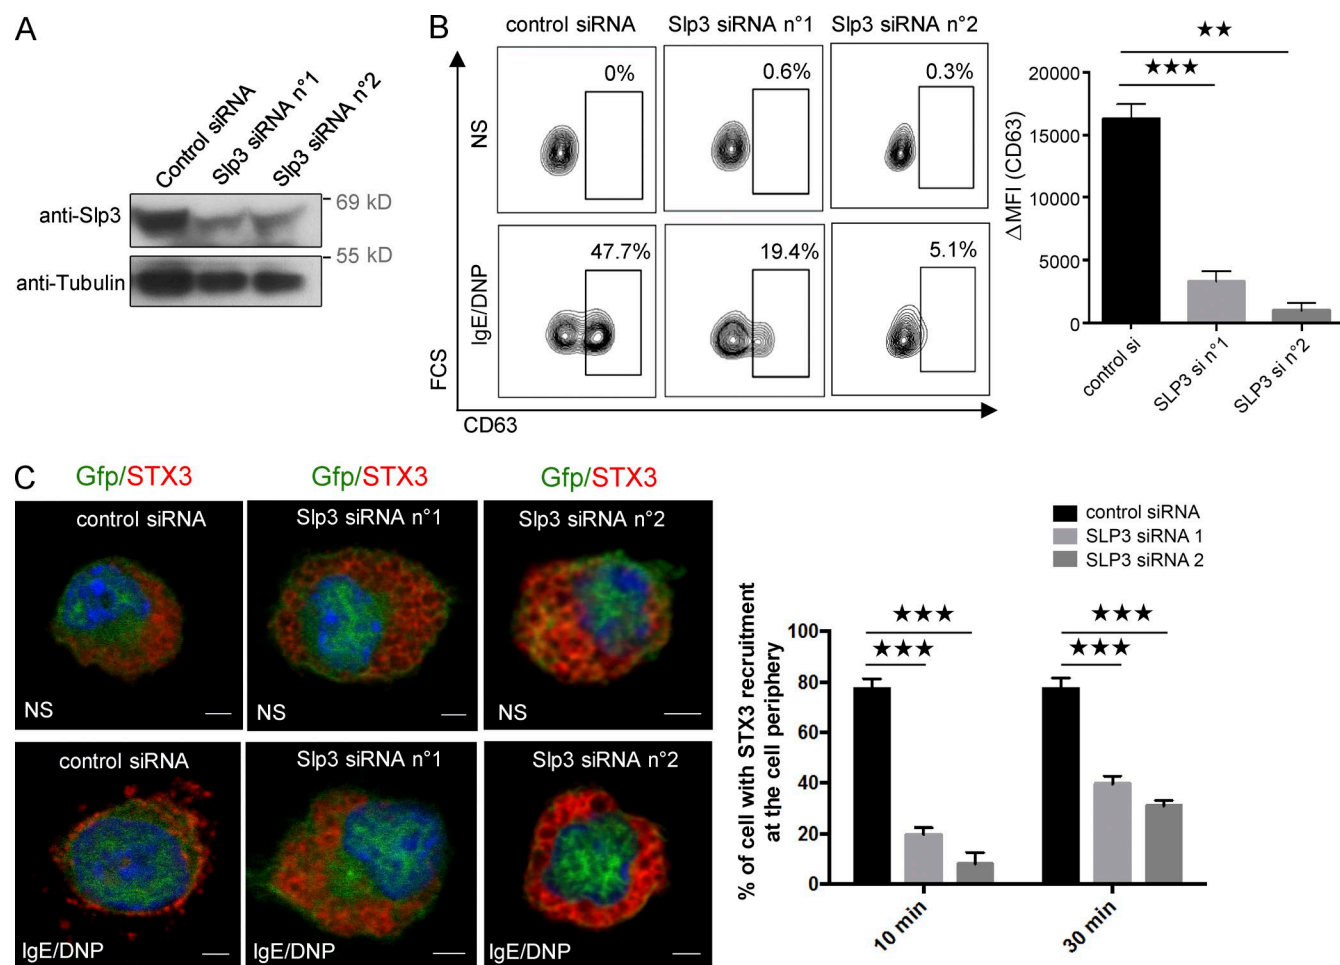 A
Control siRNA
Slp3 siRNA n°1
Slp3 siRNA n°2
anti-Slp3
69 kD
55 kD
anti-Tubulin
B
control siRNA
Slp3 siRNA n°1
Slp3 siRNA n°2
NS
0%
0.6%
0.3%
IgE/DNP
47.7%
19.4%
5.1%
FCS
CD63
★★
★★★
ΔMFI (CD63)
20000
15000
10000
5000
0
control si
SLP3 si n°1
SLP3 si n°2
C
Gfp/STX3
Gfp/STX3
Gfp/STX3
control siRNA
Slp3 siRNA n°1
Slp3 siRNA n°2
NS
NS
NS
control siRNA
Slp3 siRNA n°1
Slp3 siRNA n°2
IgE/DNP
IgE/DNP
IgE/DNP
control siRNA
SLP3 siRNA 1
SLP3 siRNA 2
% of cell with STX3 recruitment
at the cell periphery
★★★
★★★
★★★
★★★
100
80
60
40
20
0
10 min
30 min